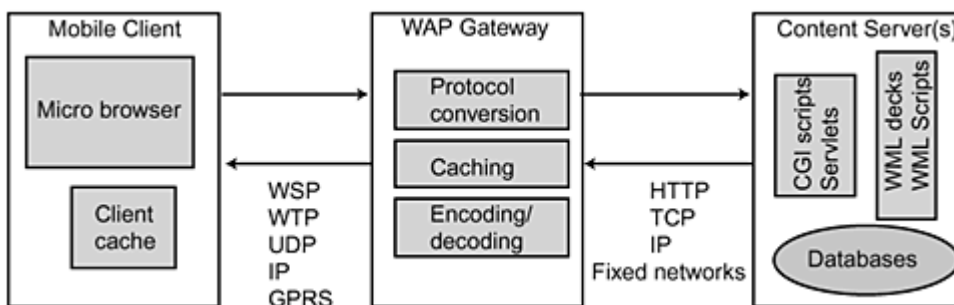 Mobile Client
Micro browser
Client
cache
WSP
WTP
UDP
IP
GPRS
WAP Gateway
Protocol
conversion
Caching
Encoding/
decoding
HTTP
TCP
IP
Fixed networks
Content Server(s)
CGI scripts
Servlets
WML decks
WML Scripts
Databases